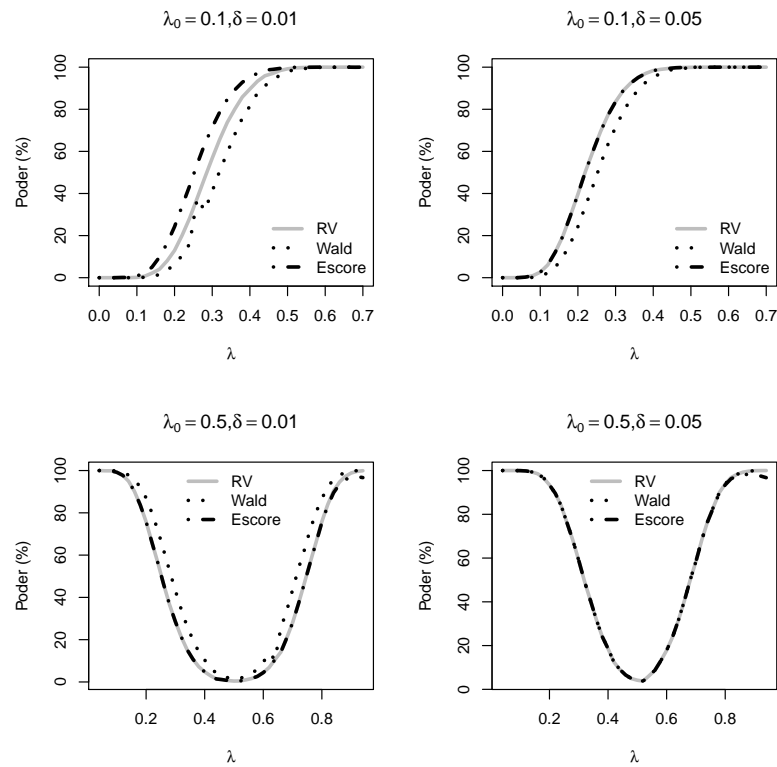 λ₀ = 0.1,δ = 0.01
Poder (%)
100
80
60
40
20
0
RV
Wald
Escore
0.0 0.1 0.2 0.3 0.4 0.5 0.6 0.7
λ
λ₀ = 0.1,δ = 0.05
Poder (%)
100
80
60
40
20
0
RV
Wald
Escore
0.0 0.1 0.2 0.3 0.4 0.5 0.6 0.7
λ
λ₀ = 0.5,δ = 0.01
Poder (%)
100
80
60
40
20
0
RV
Wald
Escore
0.2 0.4 0.6 0.8
λ
λ₀ = 0.5,δ = 0.05
Poder (%)
100
80
60
40
20
0
RV
Wald
Escore
0.2 0.4 0.6 0.8
λ